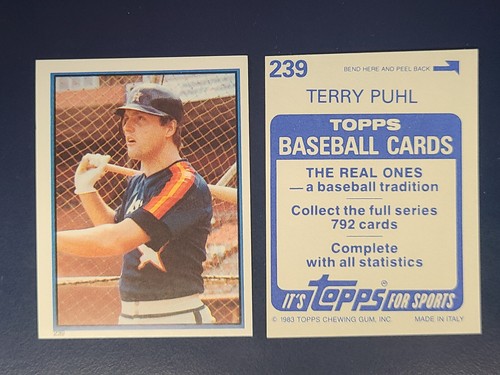 239
BEND HERE AND PEEL BACK
TERRY PUHL
TOPPS
BASEBALL CARDS
THE REAL ONES
—a baseball tradition
Collect the full series
792 cards
Complete
with all statistics
IT'S Topps® FOR SPORTS
© 1983 TOPPS CHEWING GUM, INC. MADE IN ITALY